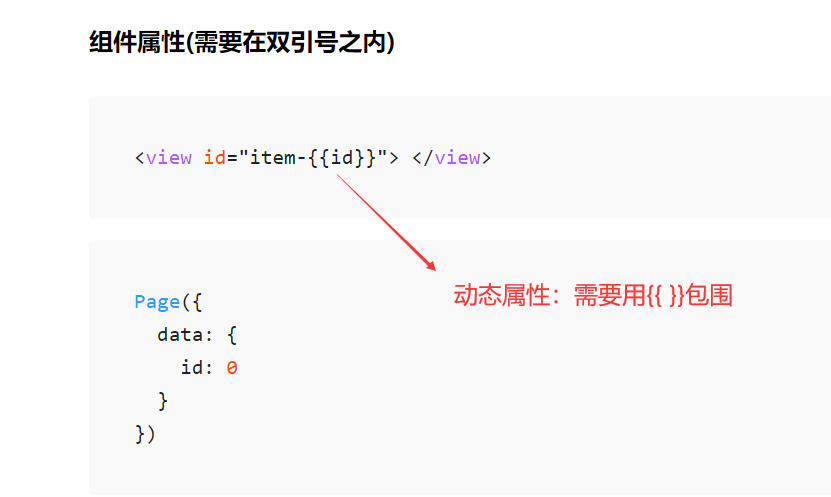 组件属性(需要在双引号之内)
<view id="item-{{id}}"> </view>
Page({
动态属性：需要用{{ }}包围
data: {
id: 0
}
})